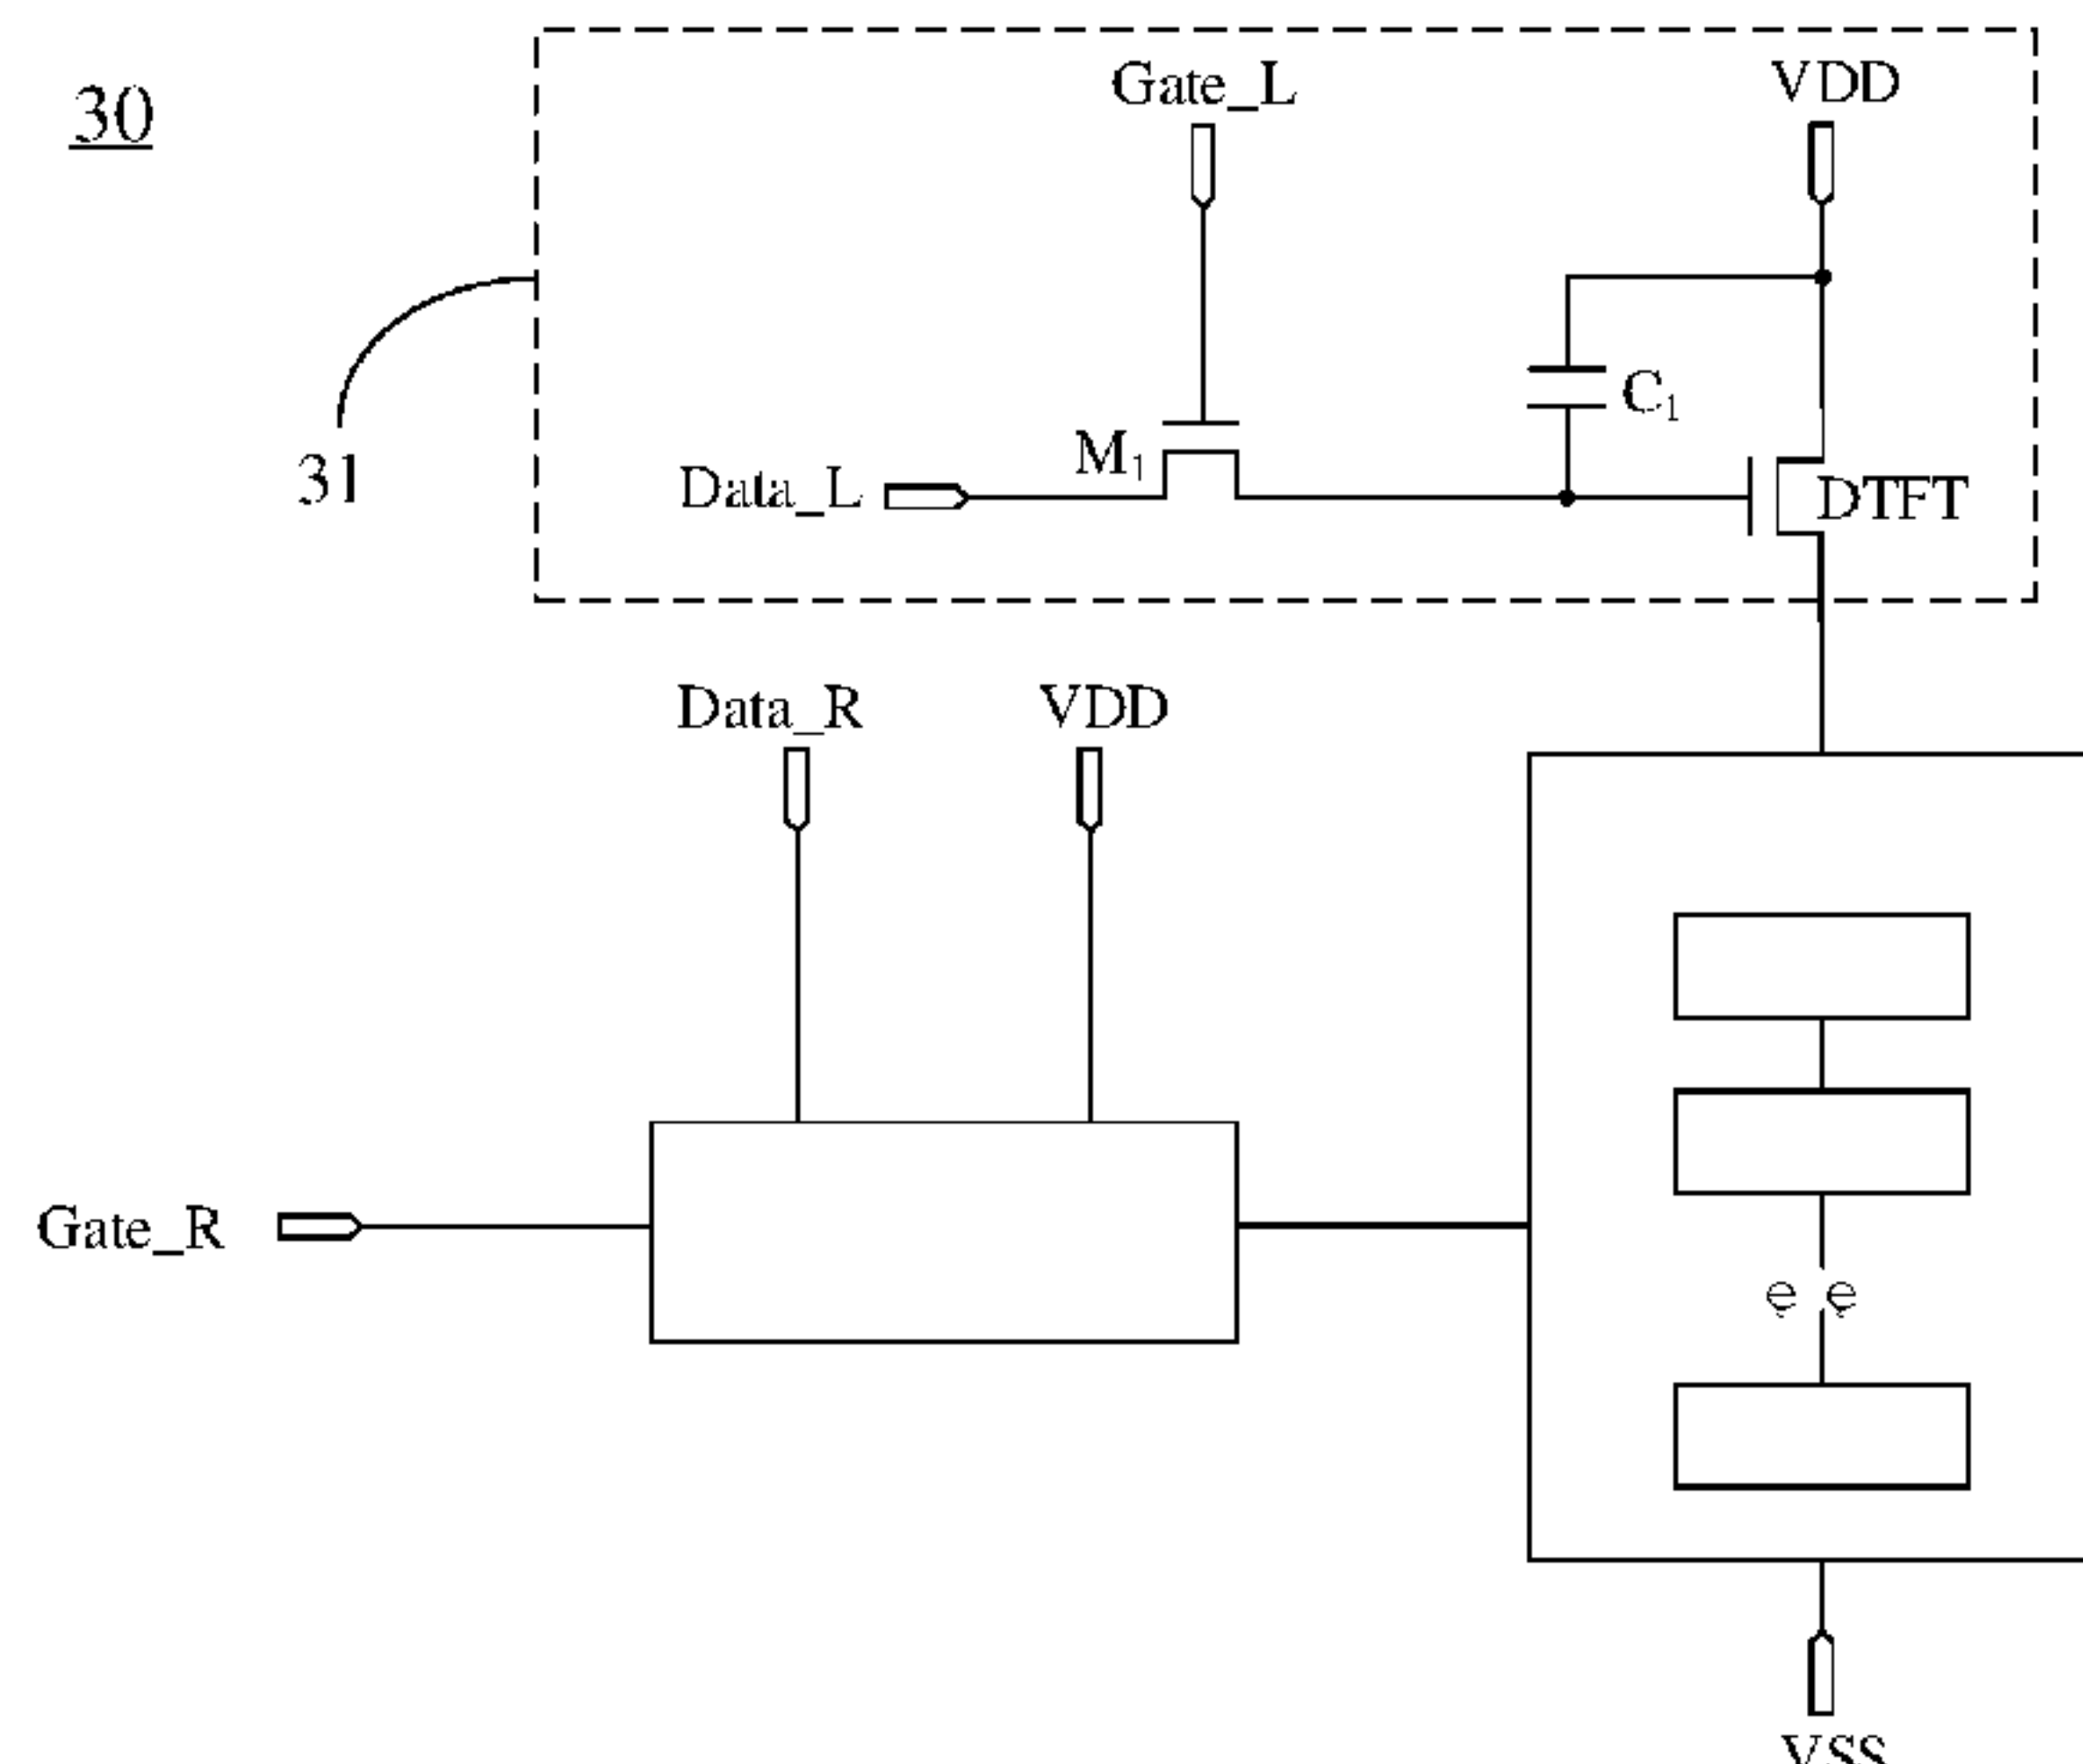 30
Gate_L
VDD
C1
M1
Data_L
DTFT
31
Data_R
VDD
Gate_R
e e
VSS